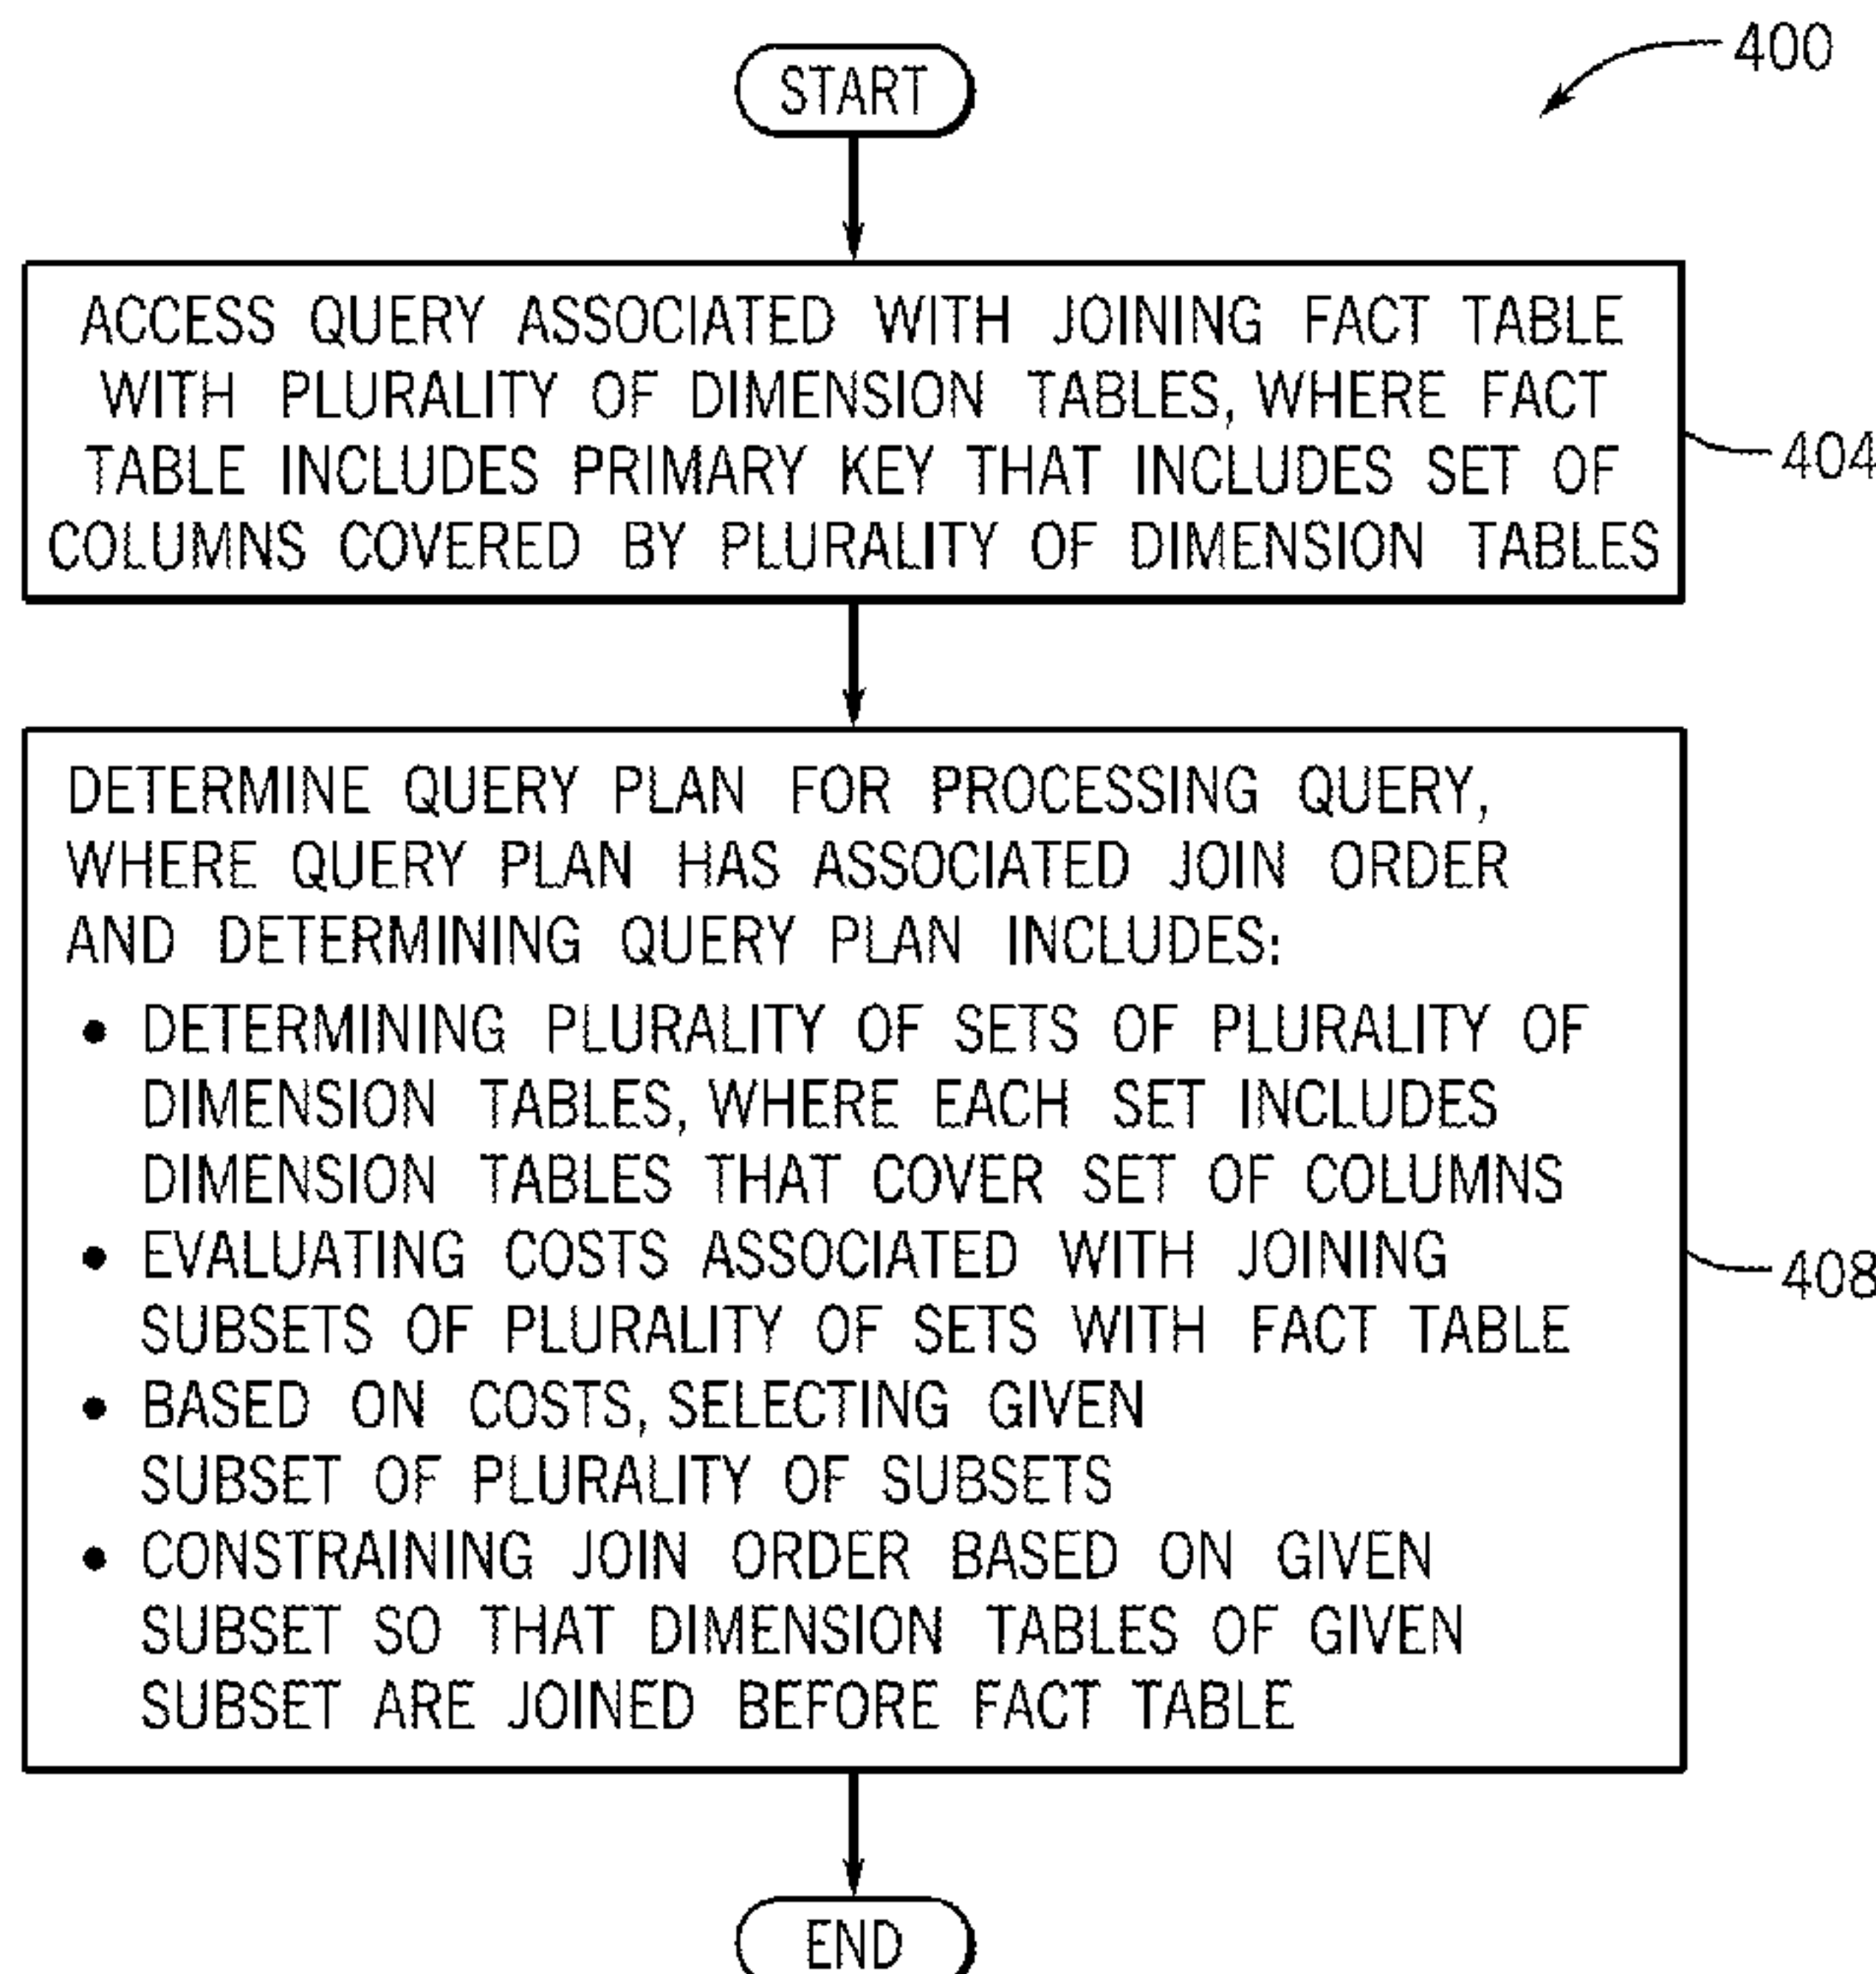 400
START
ACCESS QUERY ASSOCIATED WITH JOINING FACT TABLE
WITH PLURALITY OF DIMENSION TABLES, WHERE FACT
TABLE INCLUDES PRIMARY KEY THAT INCLUDES SET OF
COLUMNS COVERED BY PLURALITY OF DIMENSION TABLES
404
DETERMINE QUERY PLAN FOR PROCESSING QUERY,
WHERE QUERY PLAN HAS ASSOCIATED JOIN ORDER
AND DETERMINING QUERY PLAN INCLUDES:
• DETERMINING PLURALITY OF SETS OF PLURALITY OF
DIMENSION TABLES, WHERE EACH SET INCLUDES
DIMENSION TABLES THAT COVER SET OF COLUMNS
• EVALUATING COSTS ASSOCIATED WITH JOINING
SUBSETS OF PLURALITY OF SETS WITH FACT TABLE
• BASED ON COSTS, SELECTING GIVEN
SUBSET OF PLURALITY OF SUBSETS
• CONSTRAINING JOIN ORDER BASED ON GIVEN
SUBSET SO THAT DIMENSION TABLES OF GIVEN
SUBSET ARE JOINED BEFORE FACT TABLE
408
END